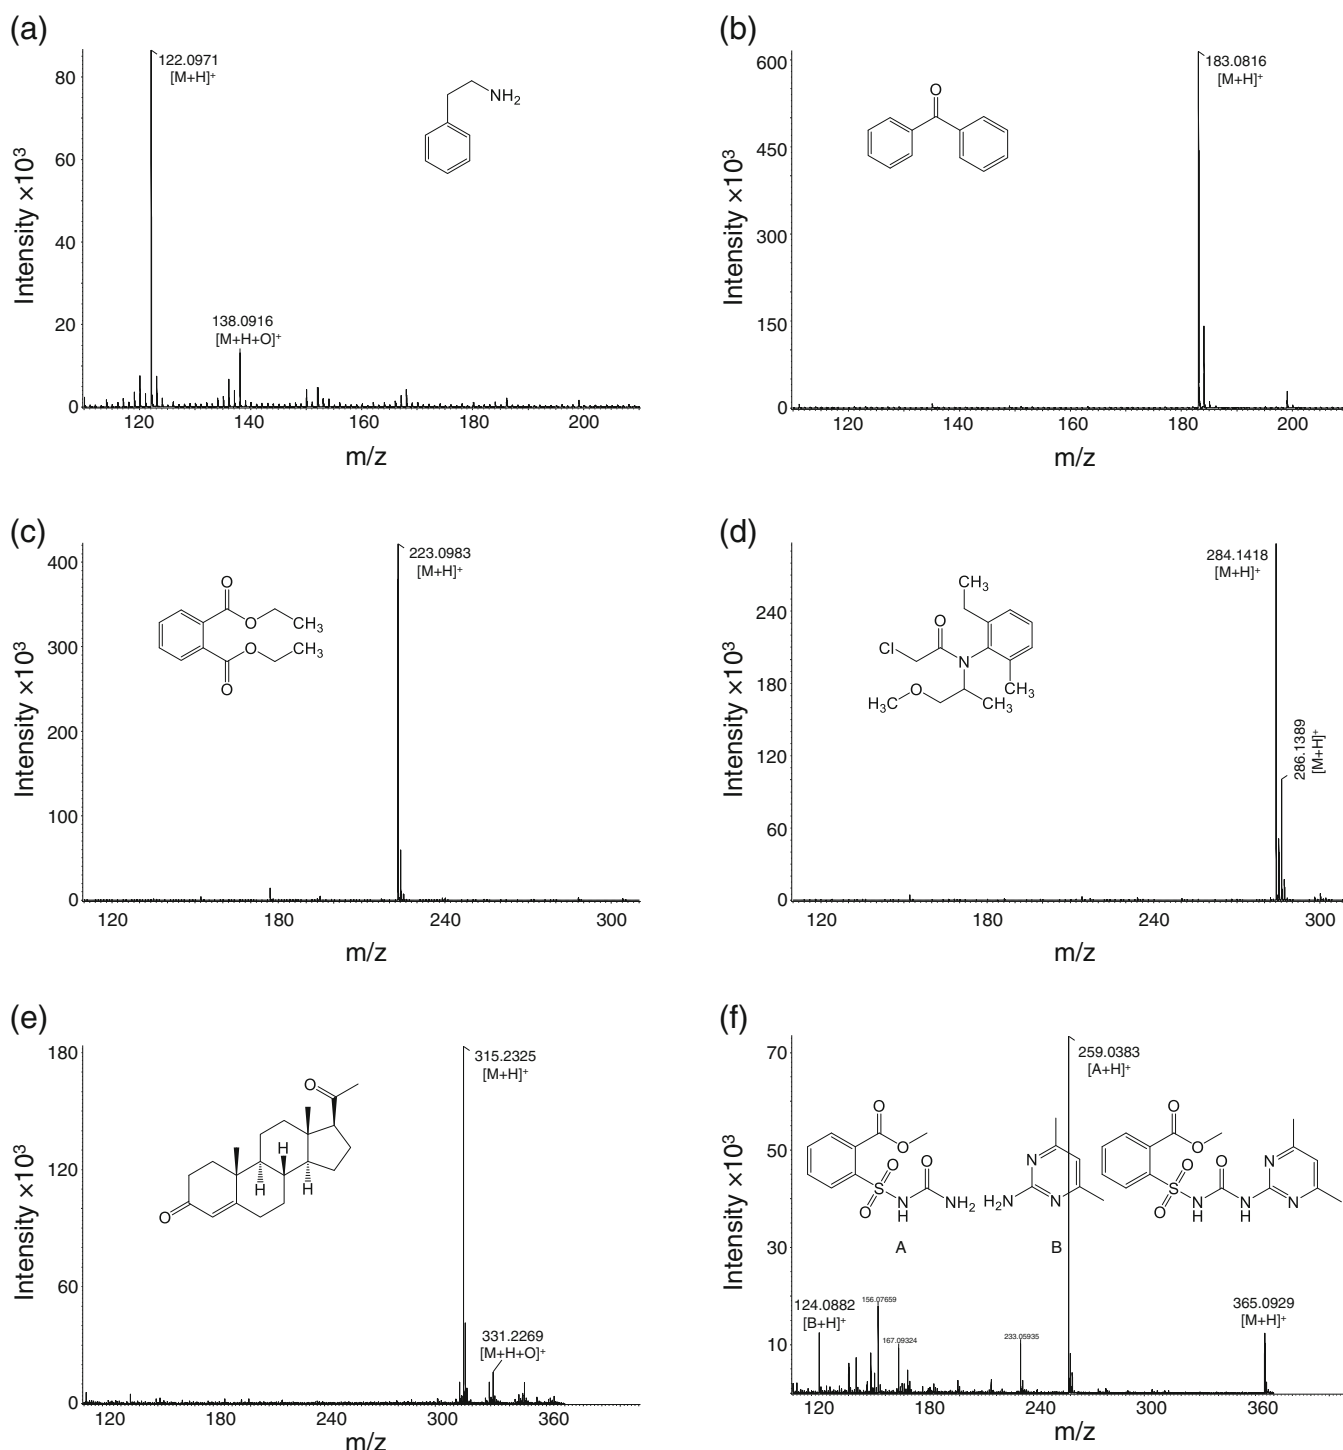 (a)
122.0971
[M+H]⁺
NH₂
138.0916
[M+H+O]⁺
80
60
40
20
0
120
140
160
180
200
Intensity ×10³
m/z
(b)
183.0816
[M+H]⁺
O
600
450
300
150
0
120
140
160
180
200
Intensity ×10³
m/z
(c)
223.0983
[M+H]⁺
O
O
CH₃
O
CH₃
O
400
300
200
100
0
120
180
240
300
Intensity ×10³
m/z
(d)
284.1418
[M+H]⁺
286.1389
[M+H]⁺
CH₃
O
Cl
N
O
H₃C
CH₃
CH₃
240
180
120
60
0
120
180
240
300
Intensity ×10³
m/z
(e)
315.2325
[M+H]⁺
331.2269
[M+H+O]⁺
O
H
H
H
O
180
120
60
0
120
180
240
300
360
Intensity ×10³
m/z
(f)
259.0383
[A+H]⁺
O
O
O
O
S
O
N
H
NH₂
A
N
H₂N
N
B
O
O
O
O
S
O
N
H
N
H
N
N
124.0882
[B+H]⁺
156.07659
167.09324
233.05935
365.0929
[M+H]⁺
70
50
30
10
120
180
240
300
360
Intensity ×10³
m/z